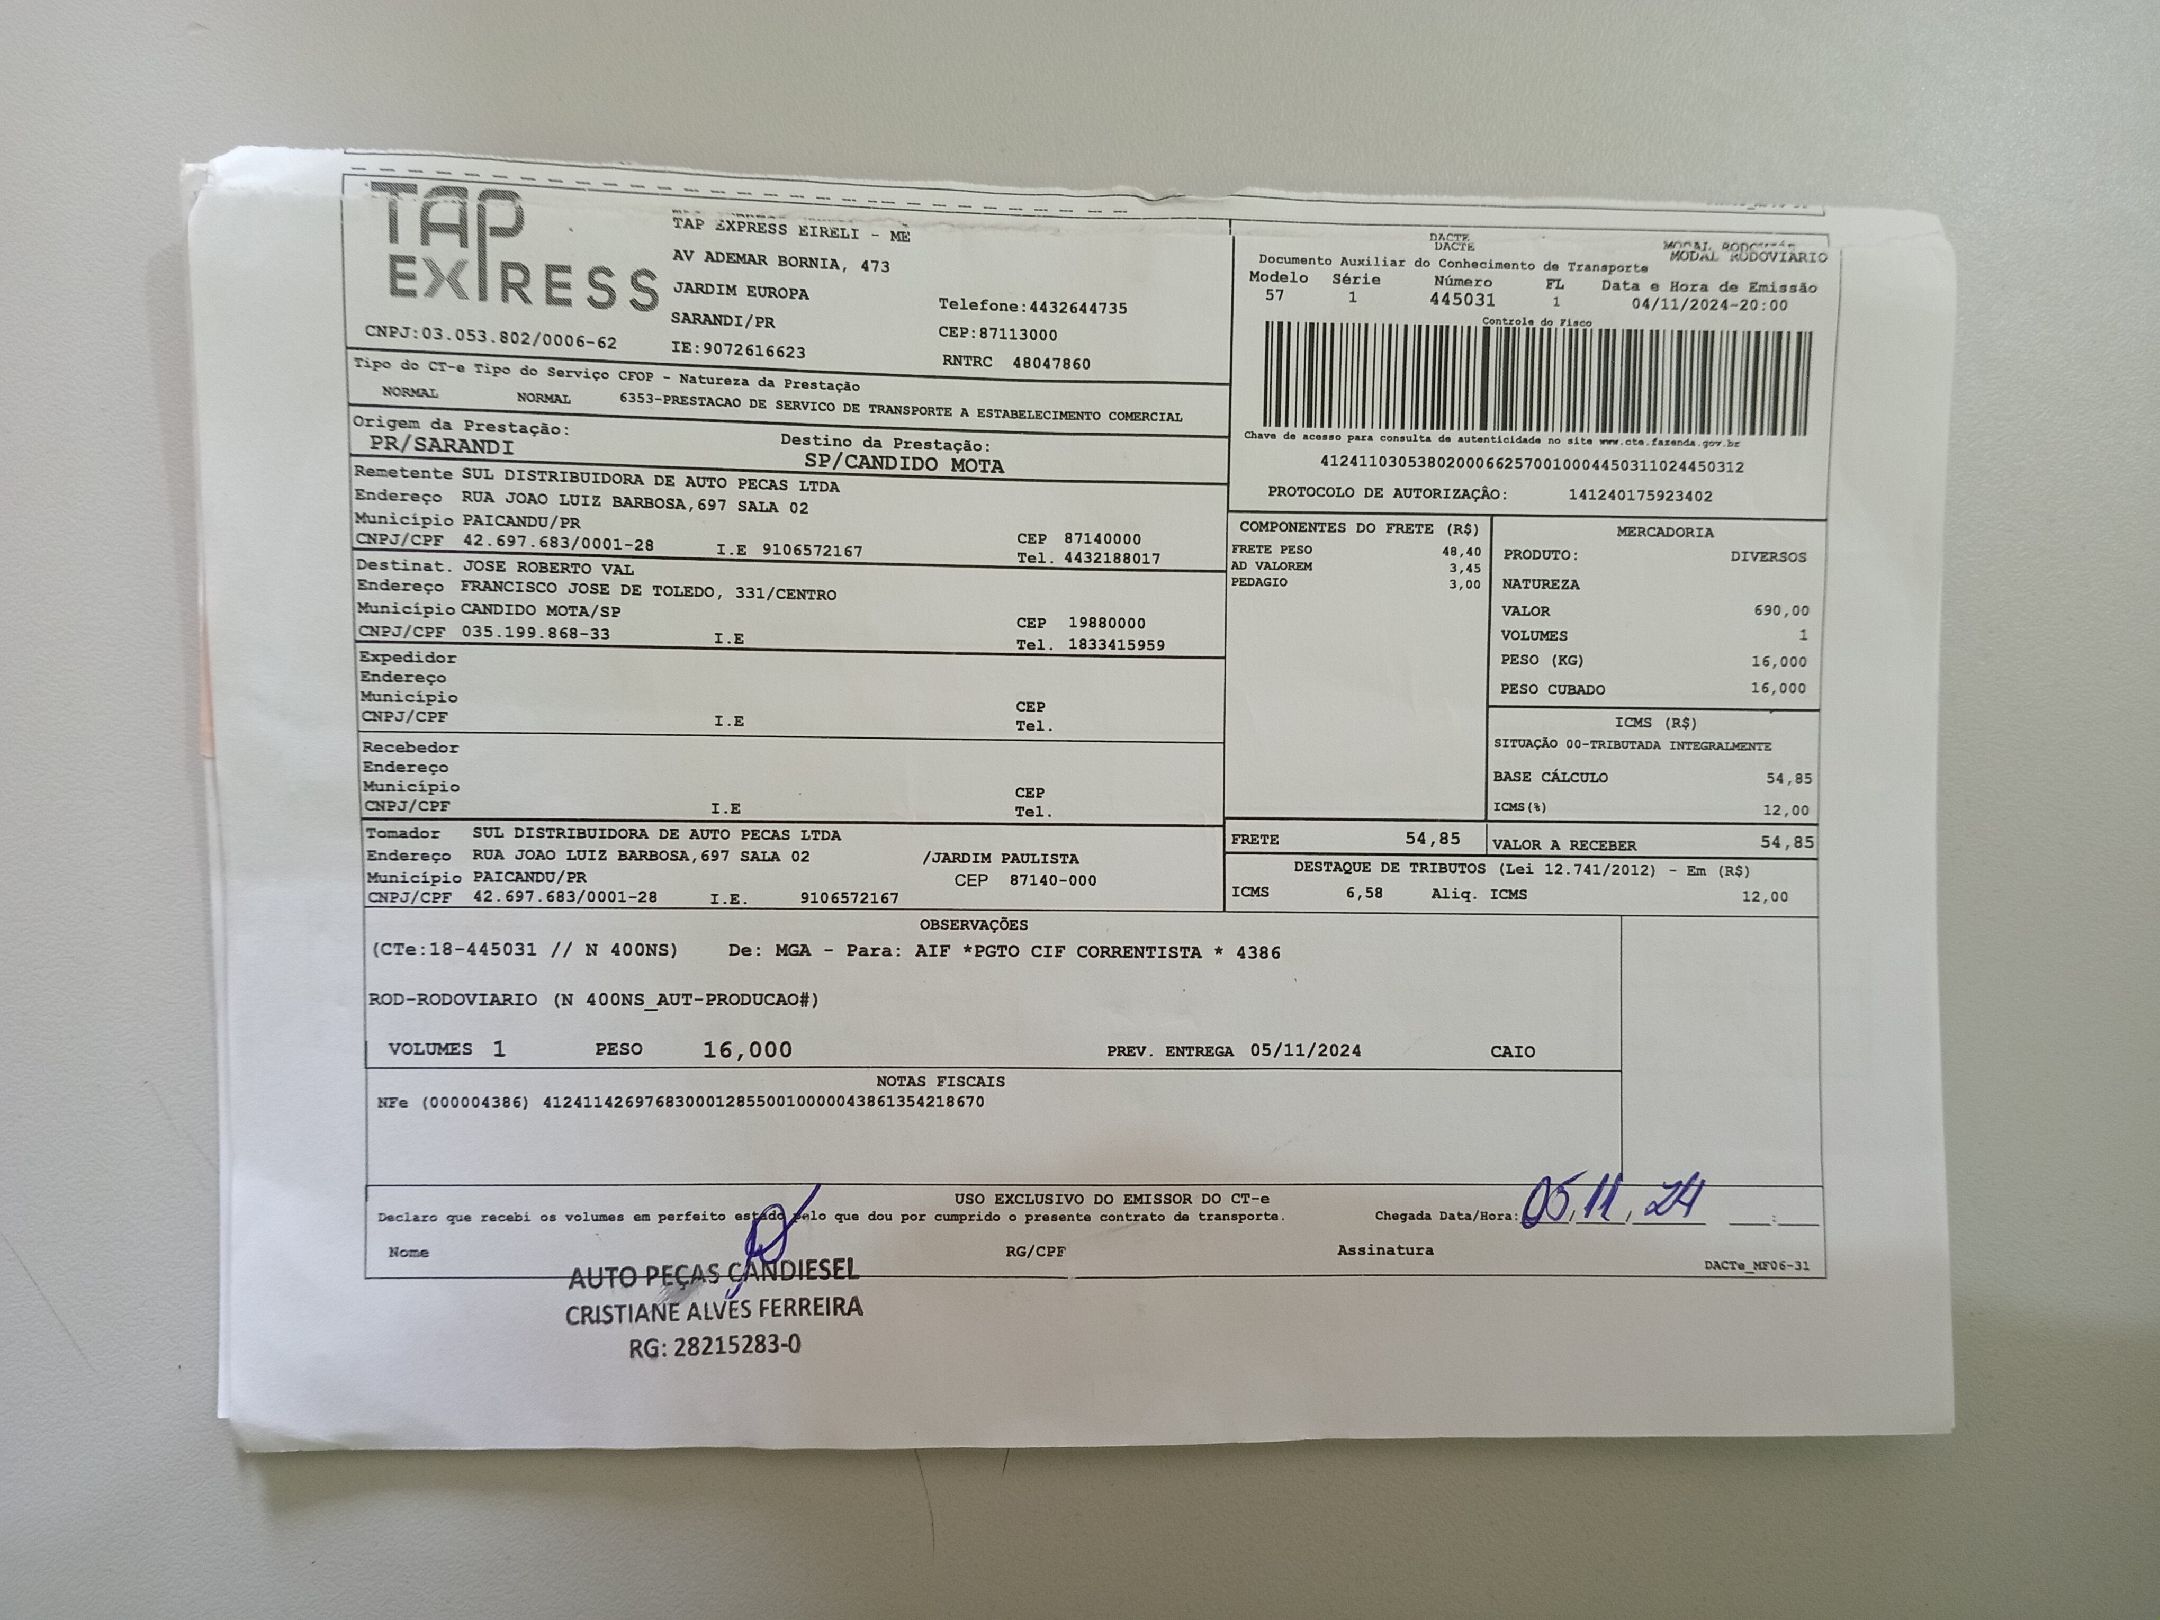 TAP EXPRESS
TAP EXPRESS EIRELI - ME
AV ADEMAR BORNIA, 473
JARDIM EUROPA
SARANDI/PR
IE:9072616623
Telefone:4432644735
CEP:87113000
RNTRC 48047860
CNPJ:03.053.802/0006-62
DACTE
DACTE
MODAL RODOVIÁRIO
MODAL RODOVIÁRIO
Documento Auxiliar do Conhecimento de Transporte
Modelo Série Número FL Data e Hora de Emissão
57 1 445031 1 04/11/2024-20:00
Controle do Fisco
Chave de acesso para consulta de autenticidade no site www.cte.fazenda.gov.br
41241103053802000662570010004450311024450312
PROTOCOLO DE AUTORIZAÇÂO: 141240175923402
Tipo do CT-e Tipo do Serviço CFOP - Natureza da Prestação
NORMAL NORMAL 6353-PRESTACAO DE SERVICO DE TRANSPORTE A ESTABELECIMENTO COMERCIAL
Origem da Prestação: Destino da Prestação:
PR/SARANDI SP/CANDIDO MOTA
Remetente SUL DISTRIBUIDORA DE AUTO PECAS LTDA
Endereço RUA JOAO LUIZ BARBOSA,697 SALA 02
Município PAICANDU/PR CEP 87140000
CNPJ/CPF 42.697.683/0001-28 I.E 9106572167 Tel. 4432188017
Destinat. JOSE ROBERTO VAL
Endereço FRANCISCO JOSE DE TOLEDO, 331/CENTRO
Município CANDIDO MOTA/SP CEP 19880000
CNPJ/CPF 035.199.868-33 I.E Tel. 1833415959
Expedidor
Endereço
Município CEP
CNPJ/CPF I.E Tel.
Recebedor
Endereço
Município CEP
CNPJ/CPF I.E Tel.
Tomador SUL DISTRIBUIDORA DE AUTO PECAS LTDA
Endereço RUA JOAO LUIZ BARBOSA,697 SALA 02 /JARDIM PAULISTA
Município PAICANDU/PR CEP 87140-000
CNPJ/CPF 42.697.683/0001-28 I.E. 9106572167
COMPONENTES DO FRETE (R$)
FRETE PESO 48,40
AD VALOREM 3,45
PEDAGIO 3,00
MERCADORIA
PRODUTO: DIVERSOS
NATUREZA
VALOR 690,00
VOLUMES 1
PESO (KG) 16,000
PESO CUBADO 16,000
ICMS (R$)
SITUAÇÃO 00-TRIBUTADA INTEGRALMENTE
BASE CÁLCULO 54,85
ICMS(%) 12,00
FRETE 54,85 VALOR A RECEBER 54,85
DESTAQUE DE TRIBUTOS (Lei 12.741/2012) - Em (R$)
ICMS 6,58 Aliq. ICMS 12,00
OBSERVAÇÕES
(CTe:18-445031 // N 400NS) De: MGA - Para: AIF *PGTO CIF CORRENTISTA * 4386
ROD-RODOVIARIO (N 400NS_AUT-PRODUCAO#)
VOLUMES 1 PESO 16,000 PREV. ENTREGA 05/11/2024 CAIO
NOTAS FISCAIS
NFe (000004386) 41241142697683000128550010000043861354218670
USO EXCLUSIVO DO EMISSOR DO CT-e
Declaro que recebi os volumes em perfeito estado pelo que dou por cumprido o presente contrato de transporte. Chegada Data/Hora: 05,11,24 __:__
Nome RG/CPF Assinatura
DACTe_MF06-31
AUTO PEÇAS CANDIESEL
CRISTIANE ALVES FERREIRA
RG: 28215283-0